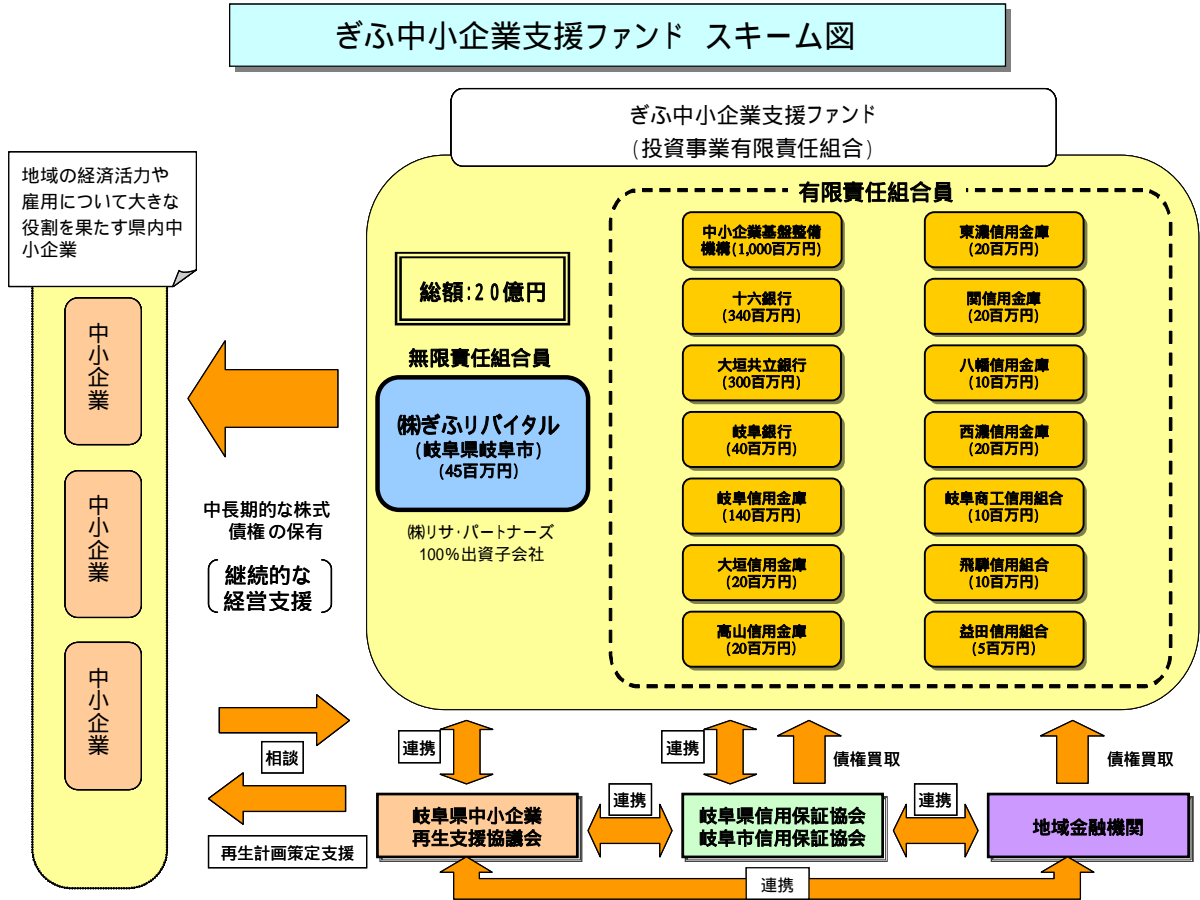 ぎふ中小企業支援ファンド スキーム図
ぎふ中小企業支援ファンド
(投資事業有限責任組合)
地域の経済活力や
雇用について大きな
役割を果たす県内中
小企業
中小企業
中小企業
中小企業
総額:20億円
無限責任組合員
㈱ぎふリバイタル
(岐阜県岐阜市)
(45百万円)
㈱リサ・パートナーズ
100%出資子会社
有限責任組合員
中小企業基盤整備
機構(1,000百万円)
十六銀行
(340百万円)
大垣共立銀行
(300百万円)
岐阜銀行
(40百万円)
岐阜信用金庫
(140百万円)
大垣信用金庫
(20百万円)
高山信用金庫
(20百万円)
東濃信用金庫
(20百万円)
関信用金庫
(20百万円)
八幡信用金庫
(10百万円)
西濃信用金庫
(20百万円)
岐阜商工信用組合
(10百万円)
飛騨信用組合
(10百万円)
益田信用組合
(5百万円)
中長期的な株式
債権の保有
継続的な
経営支援
相談
再生計画策定支援
連携
連携
債権買取
債権買取
岐阜県中小企業
再生支援協議会
連携
岐阜県信用保証協会
岐阜市信用保証協会
連携
地域金融機関
連携